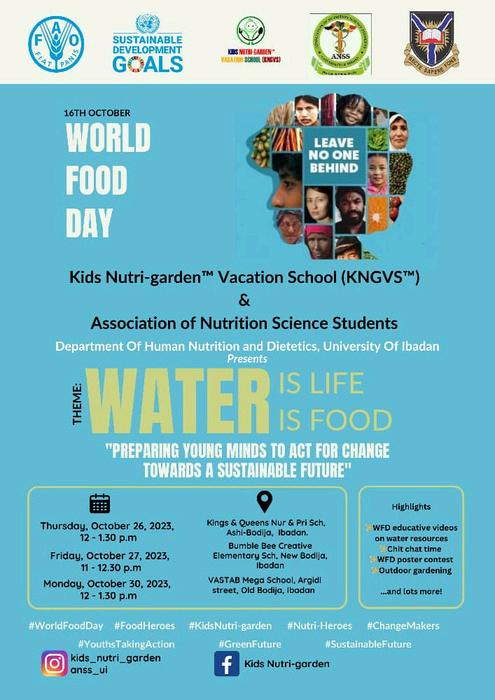 FAO
FIAT PANIS
SUSTAINABLE
DEVELOPMENT
GOALS
KIDS NUTRI-GARDEN™
VACATION SCHOOL (KNGVS)
ANSS
RECTE SAPERE FONS
16TH OCTOBER
WORLD
FOOD
DAY
LEAVE
NO ONE
BEHIND
Kids Nutri-garden™ Vacation School (KNGVS™)
&
Association of Nutrition Science Students
Department Of Human Nutrition and Dietetics, University Of Ibadan
Presents
THEME:
WATER IS LIFE
IS FOOD
"PREPARING YOUNG MINDS TO ACT FOR CHANGE
TOWARDS A SUSTAINABLE FUTURE"
Thursday, October 26, 2023,
12 - 1.30 p.m
Friday, October 27, 2023,
11 - 12.30 p.m
Monday, October 30, 2023,
12 - 1.30 p.m
Kings & Queens Nur & Pri Sch,
Ashi-Bodija, Ibadan.
Bumble Bee Creative
Elementary Sch, New Bodija,
Ibadan
VASTAB Mega School, Argidi
street, Old Bodija, Ibadan
Highlights
WFD educative videos
on water resources
Chit chat time
WFD poster contest
Outdoor gardening
...and lots more!
#WorldFoodDay #FoodHeroes #KidsNutri-garden #Nutri-Heroes #ChangeMakers
#YouthsTakingAction #GreenFuture #SustainableFuture
kids_nutri_garden
anss_ui
Kids Nutri-garden